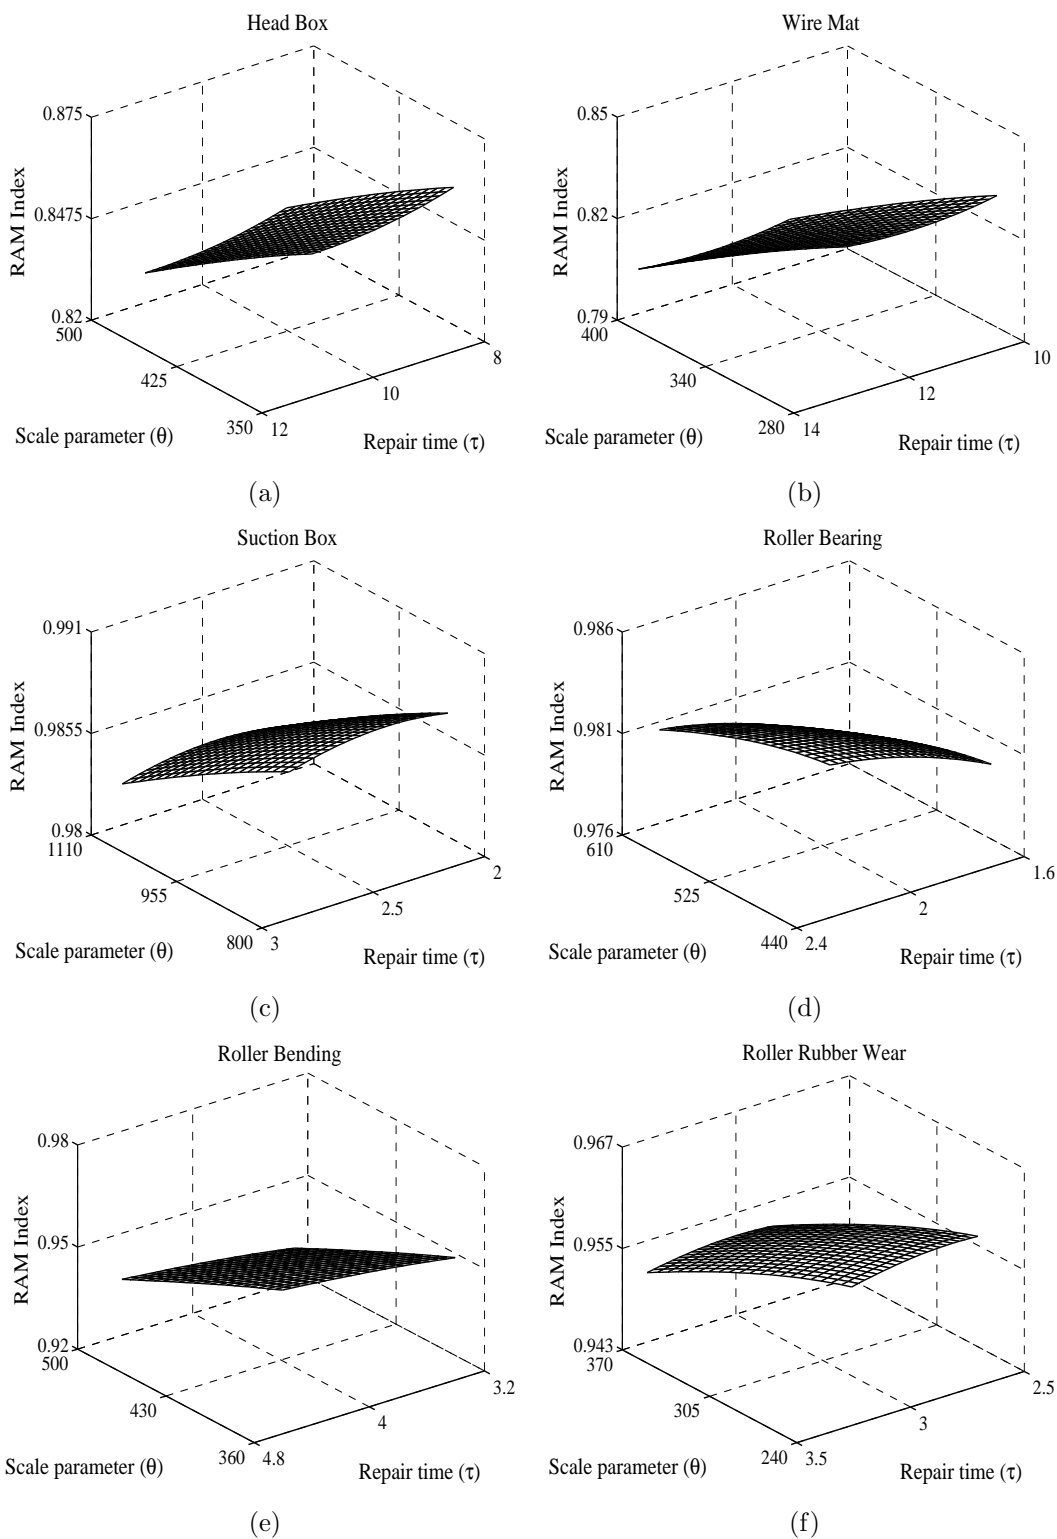 Head Box
0.875
0.8475
0.82
RAM Index
500
425
350
12
10
8
Scale parameter (θ)
Repair time (τ)
(a)
Wire Mat
0.85
0.82
0.79
RAM Index
400
340
280
14
12
10
Scale parameter (θ)
Repair time (τ)
(b)
Suction Box
0.991
0.9855
0.98
RAM Index
1110
955
800
3
2.5
2
Scale parameter (θ)
Repair time (τ)
(c)
Roller Bearing
0.986
0.981
0.976
RAM Index
610
525
440
2.4
2
1.6
Scale parameter (θ)
Repair time (τ)
(d)
Roller Bending
0.98
0.95
0.92
RAM Index
500
430
360
4.8
4
3.2
Scale parameter (θ)
Repair time (τ)
(e)
Roller Rubber Wear
0.967
0.955
0.943
RAM Index
370
305
240
3.5
3
2.5
Scale parameter (θ)
Repair time (τ)
(f)